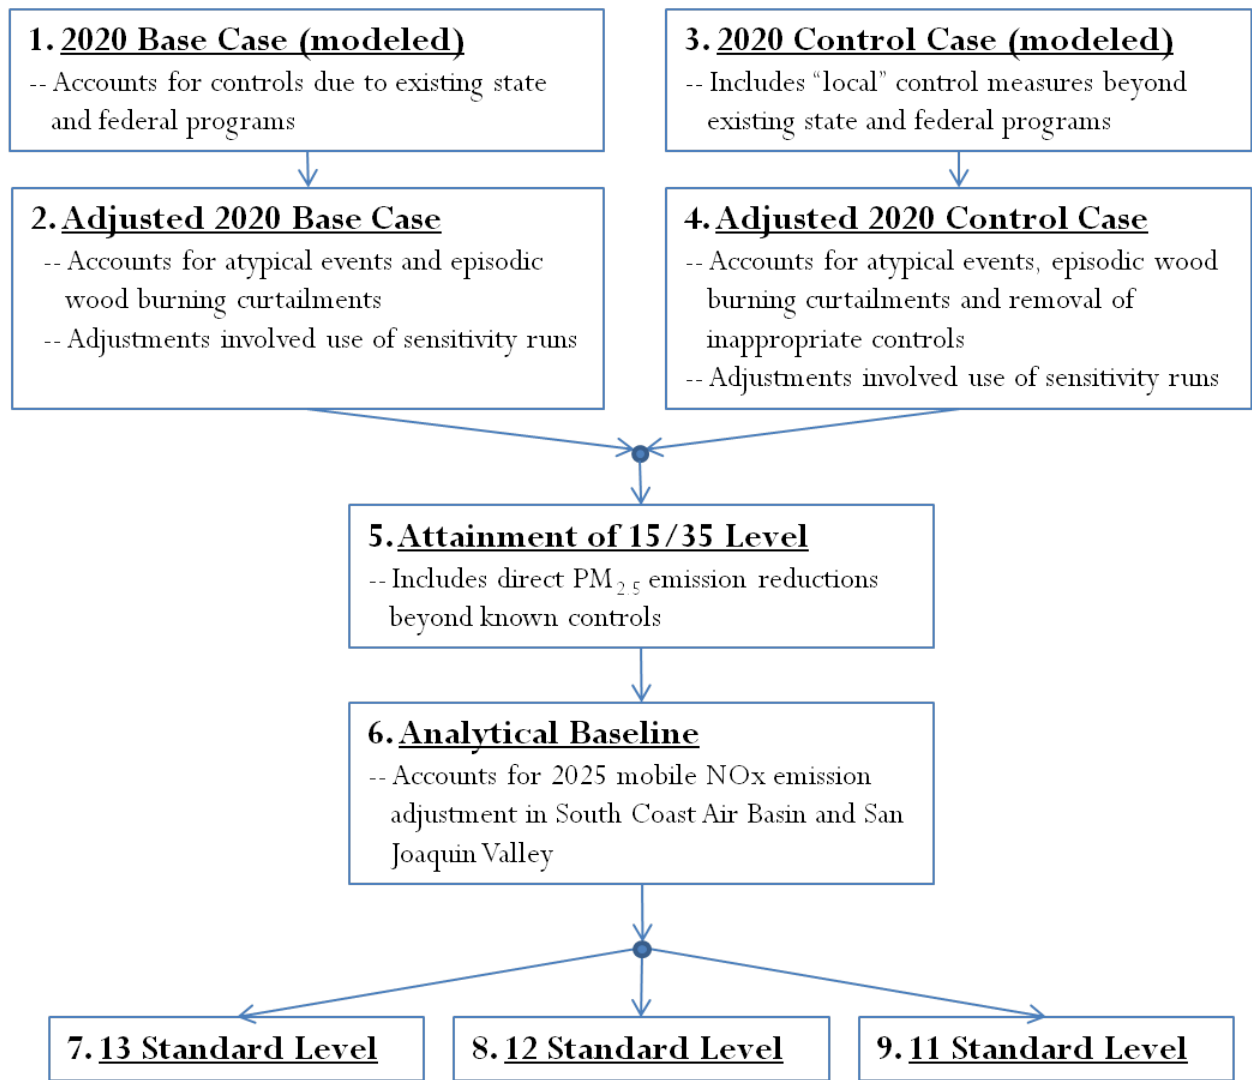 1. 2020 Base Case (modeled)
-- Accounts for controls due to existing state
and federal programs
3. 2020 Control Case (modeled)
-- Includes “local” control measures beyond
existing state and federal programs
2. Adjusted 2020 Base Case
-- Accounts for atypical events and episodic
wood burning curtailments
-- Adjustments involved use of sensitivity runs
4. Adjusted 2020 Control Case
-- Accounts for atypical events, episodic wood
burning curtailments and removal of
inappropriate controls
-- Adjustments involved use of sensitivity runs
5. Attainment of 15/35 Level
-- Includes direct PM2.5 emission reductions
beyond known controls
6. Analytical Baseline
-- Accounts for 2025 mobile NOx emission
adjustment in South Coast Air Basin and San
Joaquin Valley
7. 13 Standard Level
8. 12 Standard Level
9. 11 Standard Level